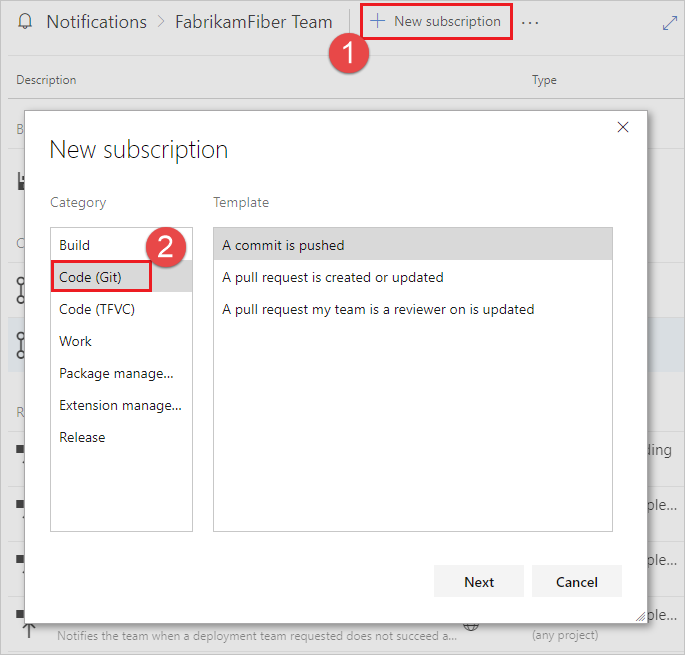 Notifications > FabrikamFiber Team + New subscription ...
1
Description Type
B
New subscription
Category Template
Build 2 A commit is pushed
Code (Git) A pull request is created or updated
Code (TFVC) A pull request my team is a reviewer on is updated
Work
Package manage...
Extension manage...
Release
ding
ple...
ple...
Next Cancel
ple...
Notifies the team when a deployment team requested does not succeed a... (any project)